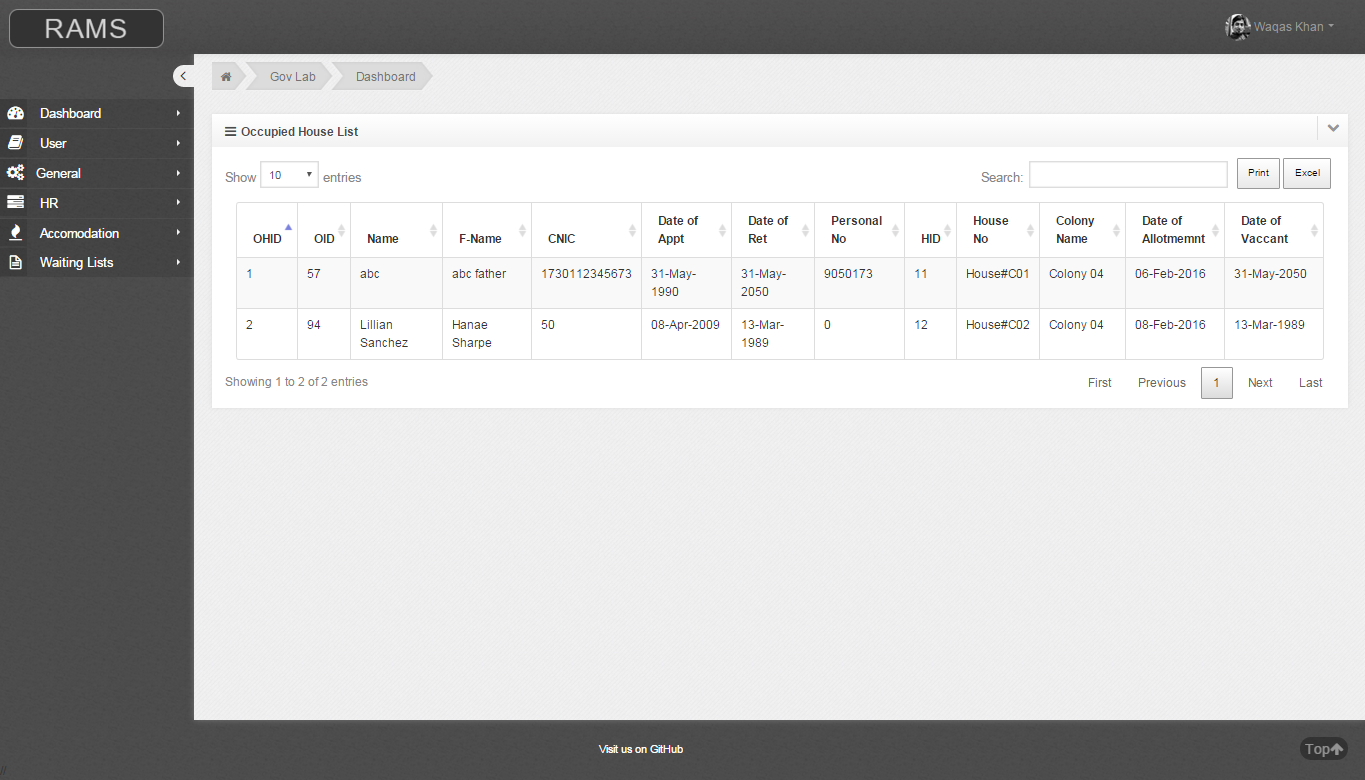 RAMS
Waqas Khan
Gov Lab
Dashboard
Dashboard
User
General
HR
Accomodation
Waiting Lists
Occupied House List
Show 10 entries
Search:
Print
Excel
OHID OID Name F-Name CNIC Date of Appt Date of Ret Personal No HID House No Colony Name Date of Allotmemnt Date of Vaccant
1 57 abc abc father 1730112345673 31-May-1990 31-May-2050 9050173 11 House#C01 Colony 04 06-Feb-2016 31-May-2050
2 94 Lillian Sanchez Hanae Sharpe 50 08-Apr-2009 13-Mar-1989 0 12 House#C02 Colony 04 08-Feb-2016 13-Mar-1989
Showing 1 to 2 of 2 entries
First Previous 1 Next Last
Visit us on GitHub
Top
//